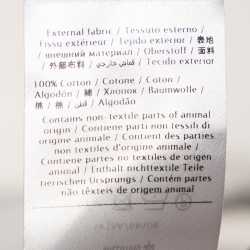 External fabric / Tessuto esterno /
Tissu extérieur / Tejido exterior / 表地
/ внешний материал / Oberstoff / 面料
/ 外部布料 / قماش خارجي / Tecido exterior
100% Cotton / Cotone / Coton /
Algodón / 綿 / Хлопок / Baumwolle /
棉 / 棉 / قطن / Algodão
Contains non-textile parts of animal
origin / Contiene parti non tessili di
origine animale / Contient des parties
non textiles d'origine animale /
Contiene partes no textiles de origen
animal / Enthält nichttextile Teile
tierischen Ursprungs / Contém partes
não têxteis de origem animal